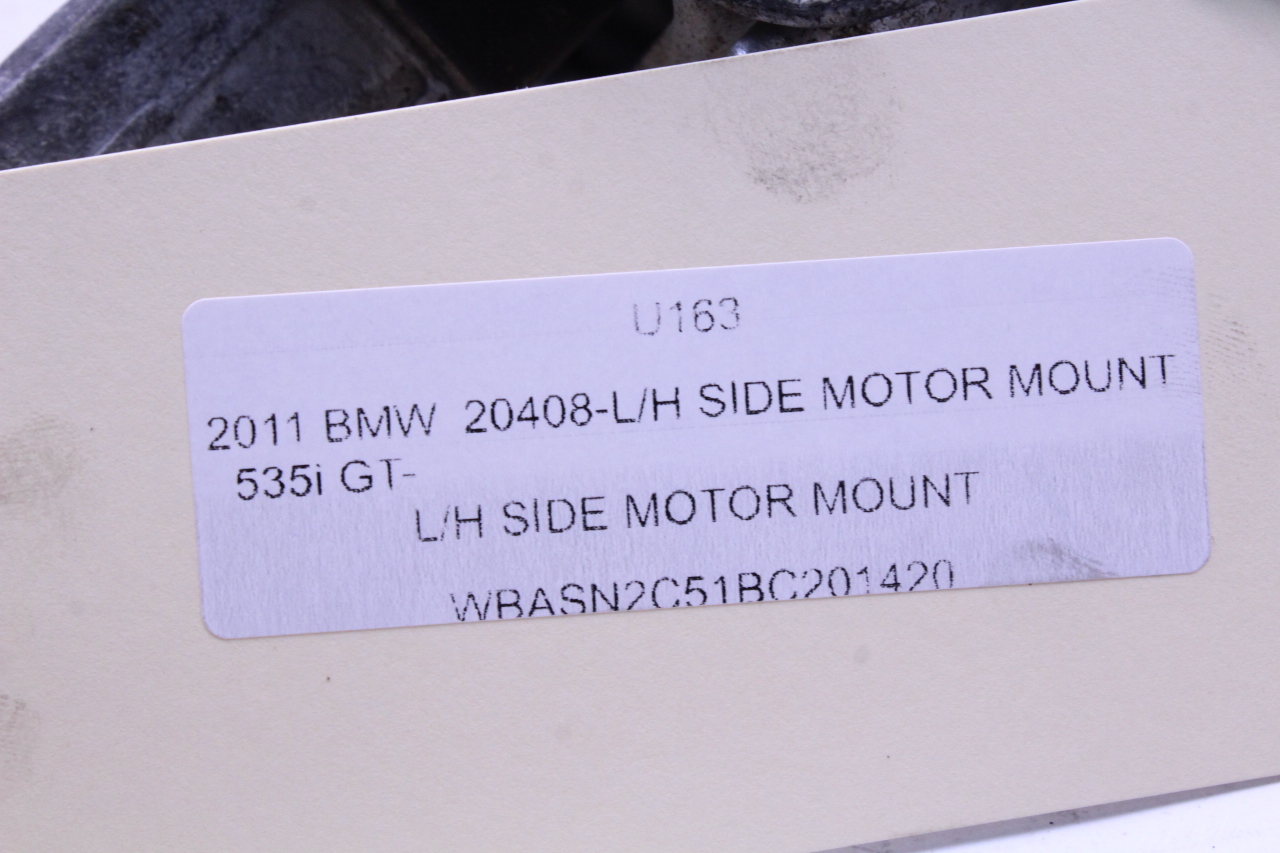 U163
2011 BMW 20408-L/H SIDE MOTOR MOUNT
535i GT-
L/H SIDE MOTOR MOUNT
WBASN2C51BC201420